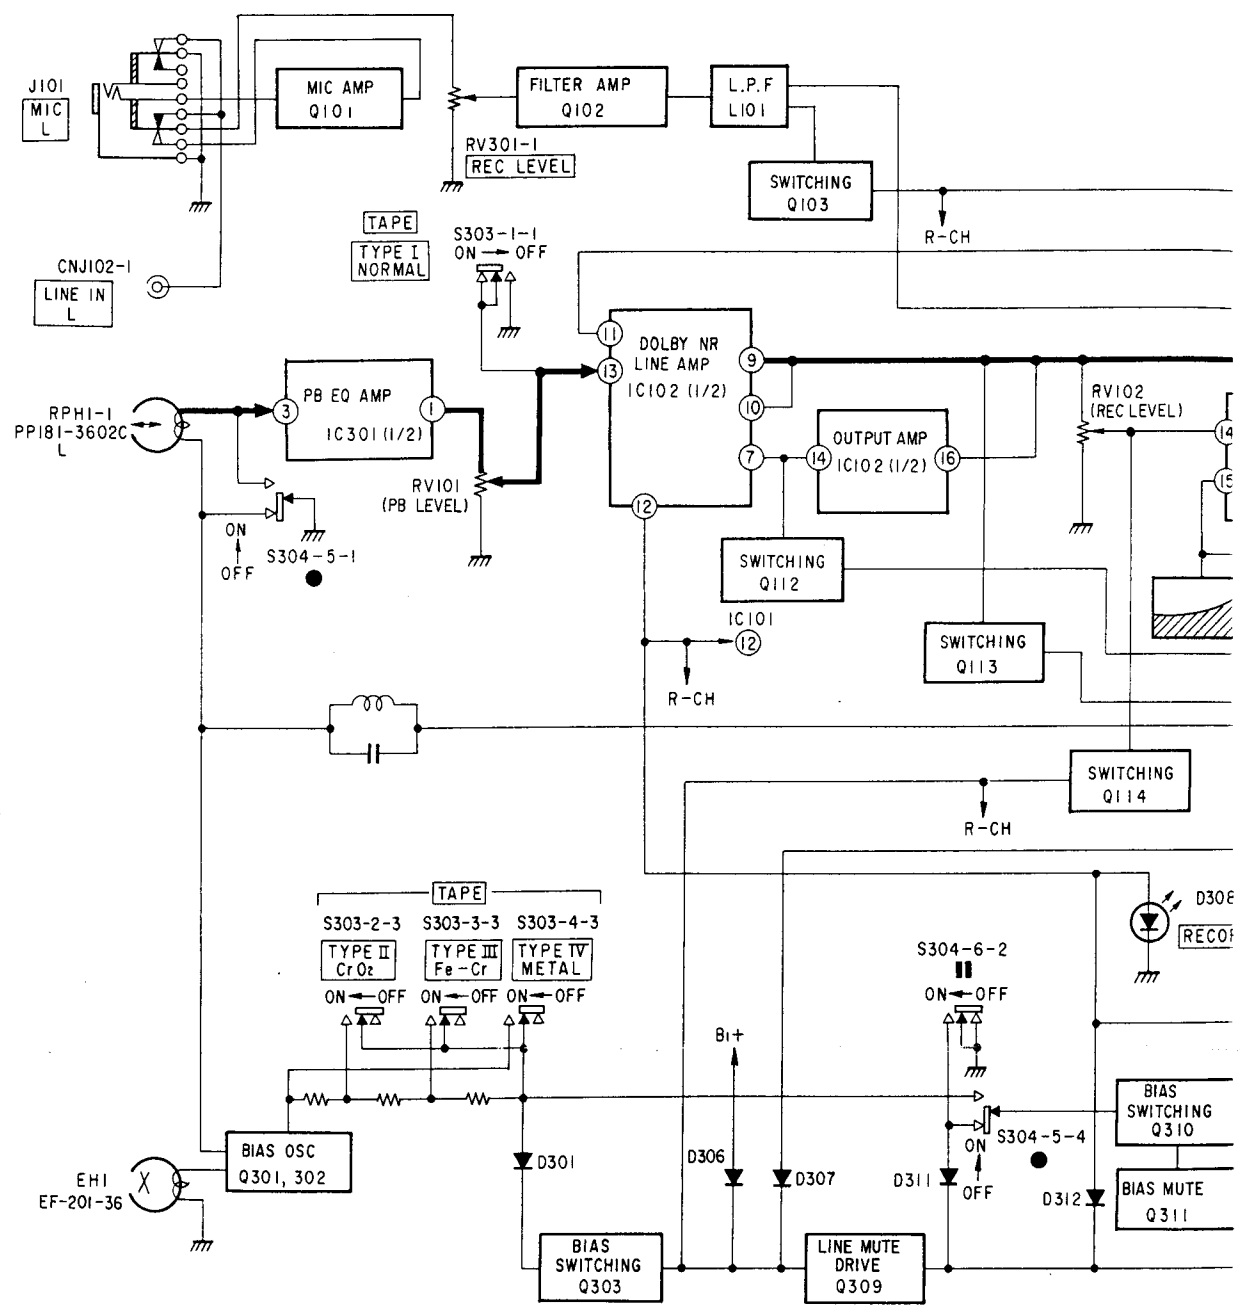 J101
MIC
L
MIC AMP
Q101
FILTER AMP
Q102
L.P.F
L101
RV301-1
REC LEVEL
SWITCHING
Q103
R-CH
TAPE
TYPE I
NORMAL
S303-1-1
ON → OFF
CNJ102-1
LINE IN
L
11
13
DOLBY NR
LINE AMP
IC102 (1/2)
9
10
7
12
RPH1-1
PP181-3602C
L
3
PB EQ AMP
1
IC301 (1/2)
RV101
(PB LEVEL)
14
OUTPUT AMP
IC102 (1/2)
16
RV102
(REC LEVEL)
14
15
ON
OFF
S304-5-1
SWITCHING
Q112
IC101
12
R-CH
SWITCHING
Q113
SWITCHING
Q114
R-CH
TAPE
S303-2-3
S303-3-3
S303-4-3
TYPE II
CrO2
TYPE III
Fe-Cr
TYPE IV
METAL
ON ← OFF
ON ← OFF
ON ← OFF
D308
S304-6-2
ON ← OFF
B1+
BIAS OSC
Q301, 302
EH1
EF-201-36
D301
D306
D307
D311
ON
OFF
S304-5-4
D312
BIAS
SWITCHING
Q310
BIAS MUTE
Q311
BIAS
SWITCHING
Q303
LINE MUTE
DRIVE
Q309